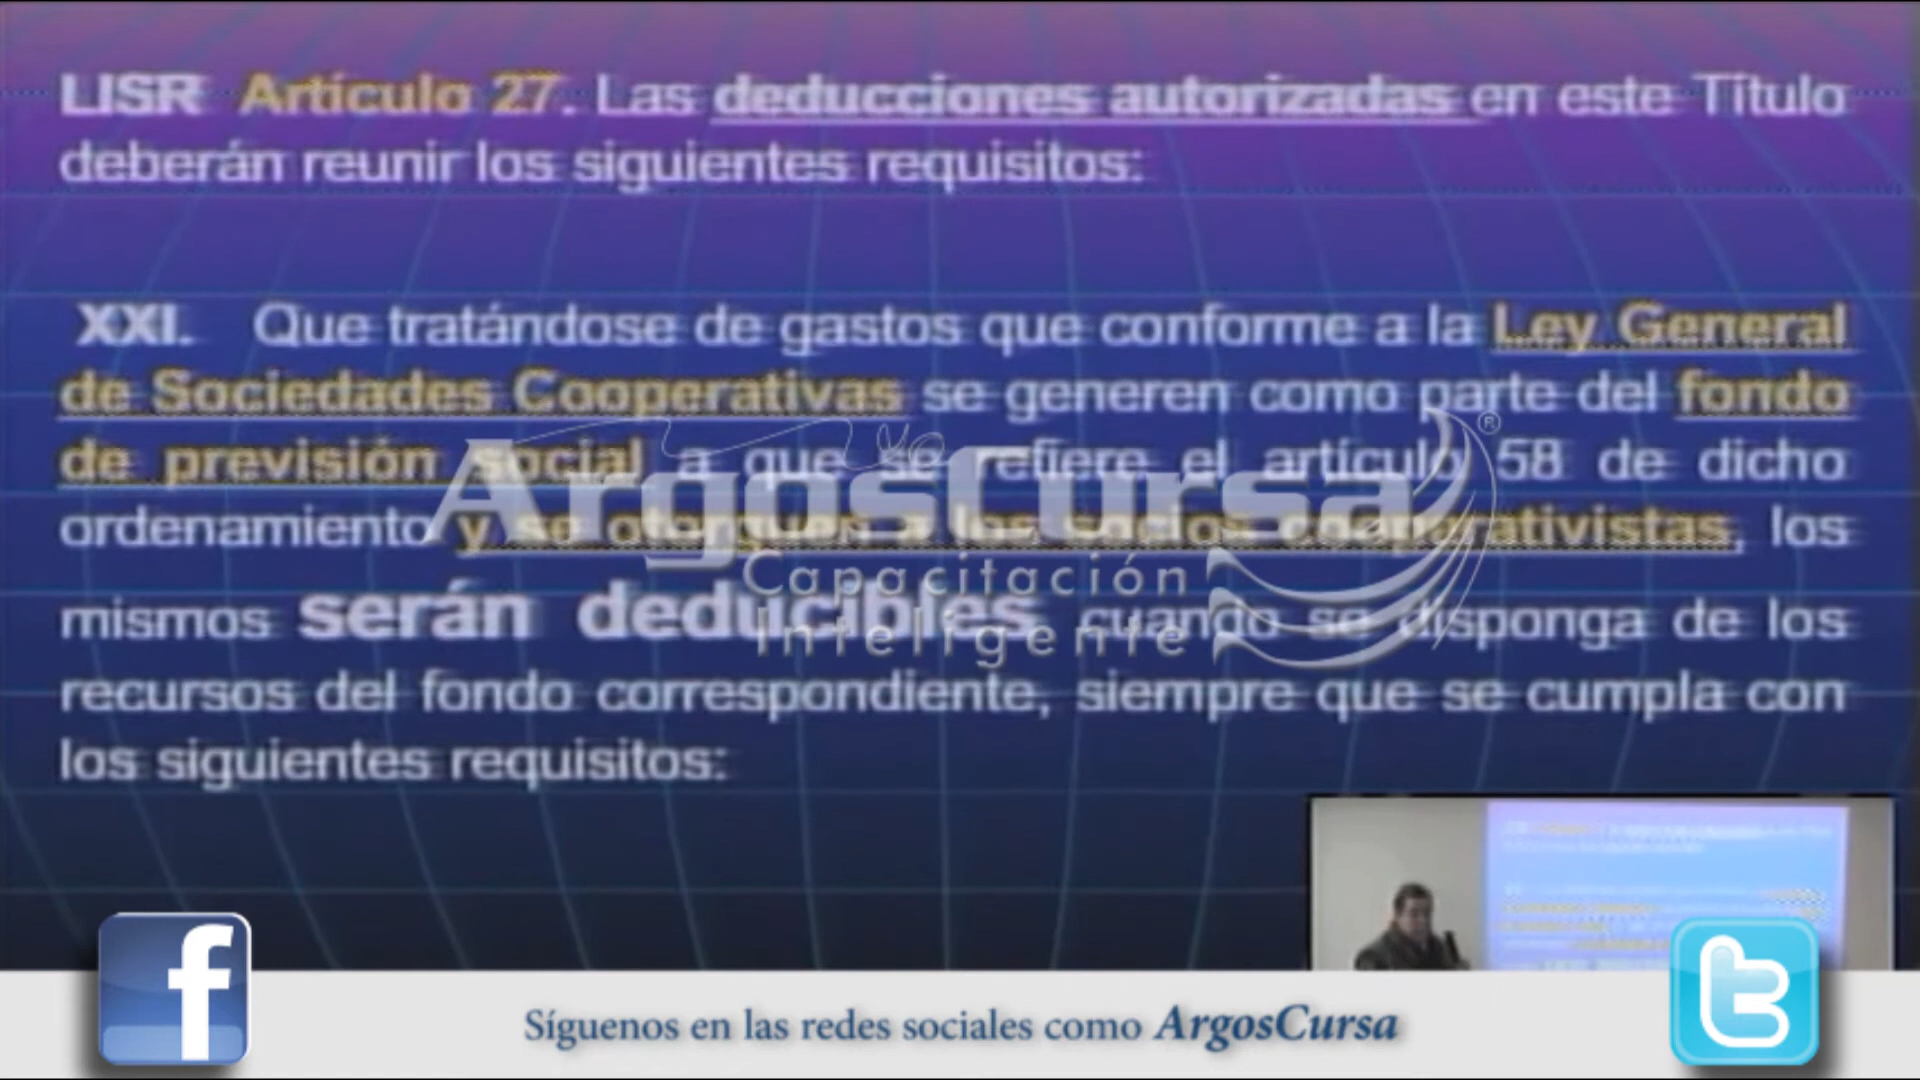 LISR Artículo 27. Las deducciones autorizadas en este Título
deberán reunir los siguientes requisitos:
XXI. Que tratándose de gastos que conforme a la Ley General
de Sociedades Cooperativas se generen como parte del fondo
de previsión social a que se refiere el artículo 58 de dicho
ordenamiento y se otorguen a los socios cooperativistas, los
mismos serán deducibles cuando se disponga de los
recursos del fondo correspondiente, siempre que se cumpla con
los siguientes requisitos:
ArgosCursa ®
Capacitación
Inteligente
f
Síguenos en las redes sociales como ArgosCursa
t